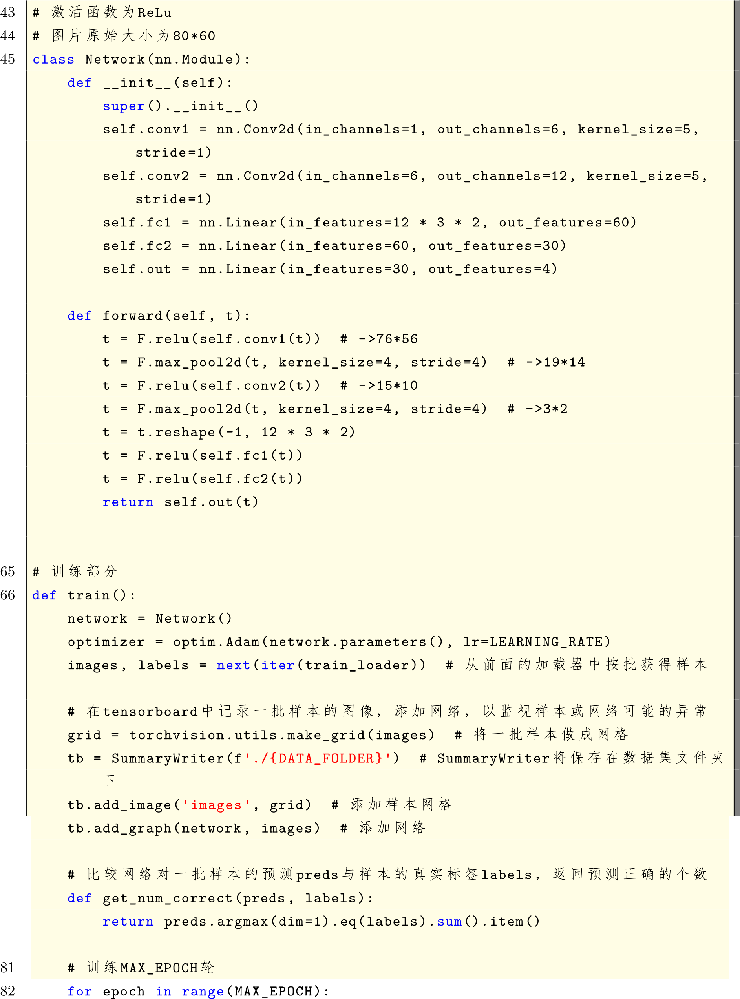 43 # 激活函数为ReLu
44 # 图片原始大小为80*60
45 class Network(nn.Module):
def __init__(self):
super().__init__()
self.conv1 = nn.Conv2d(in_channels=1, out_channels=6, kernel_size=5,
stride=1)
self.conv2 = nn.Conv2d(in_channels=6, out_channels=12, kernel_size=5,
stride=1)
self.fc1 = nn.Linear(in_features=12 * 3 * 2, out_features=60)
self.fc2 = nn.Linear(in_features=60, out_features=30)
self.out = nn.Linear(in_features=30, out_features=4)
def forward(self, t):
t = F.relu(self.conv1(t))  # ->76*56
t = F.max_pool2d(t, kernel_size=4, stride=4)  # ->19*14
t = F.relu(self.conv2(t))  # ->15*10
t = F.max_pool2d(t, kernel_size=4, stride=4)  # ->3*2
t = t.reshape(-1, 12 * 3 * 2)
t = F.relu(self.fc1(t))
t = F.relu(self.fc2(t))
return self.out(t)
65 # 训练部分
66 def train():
network = Network()
optimizer = optim.Adam(network.parameters(), lr=LEARNING_RATE)
images, labels = next(iter(train_loader))  # 从前面的加载器中按批获得样本
# 在tensorboard中记录一批样本的图像，添加网络，以监视样本或网络可能的异常
grid = torchvision.utils.make_grid(images)  # 将一批样本做成网格
tb = SummaryWriter(f'./{DATA_FOLDER}')  # SummaryWriter将保存在数据集文件夹
下
tb.add_image('images', grid)  # 添加样本网格
tb.add_graph(network, images)  # 添加网络
# 比较网络对一批样本的预测preds与样本的真实标签labels，返回预测正确的个数
def get_num_correct(preds, labels):
return preds.argmax(dim=1).eq(labels).sum().item()
81 # 训练MAX_EPOCH轮
82 for epoch in range(MAX_EPOCH):